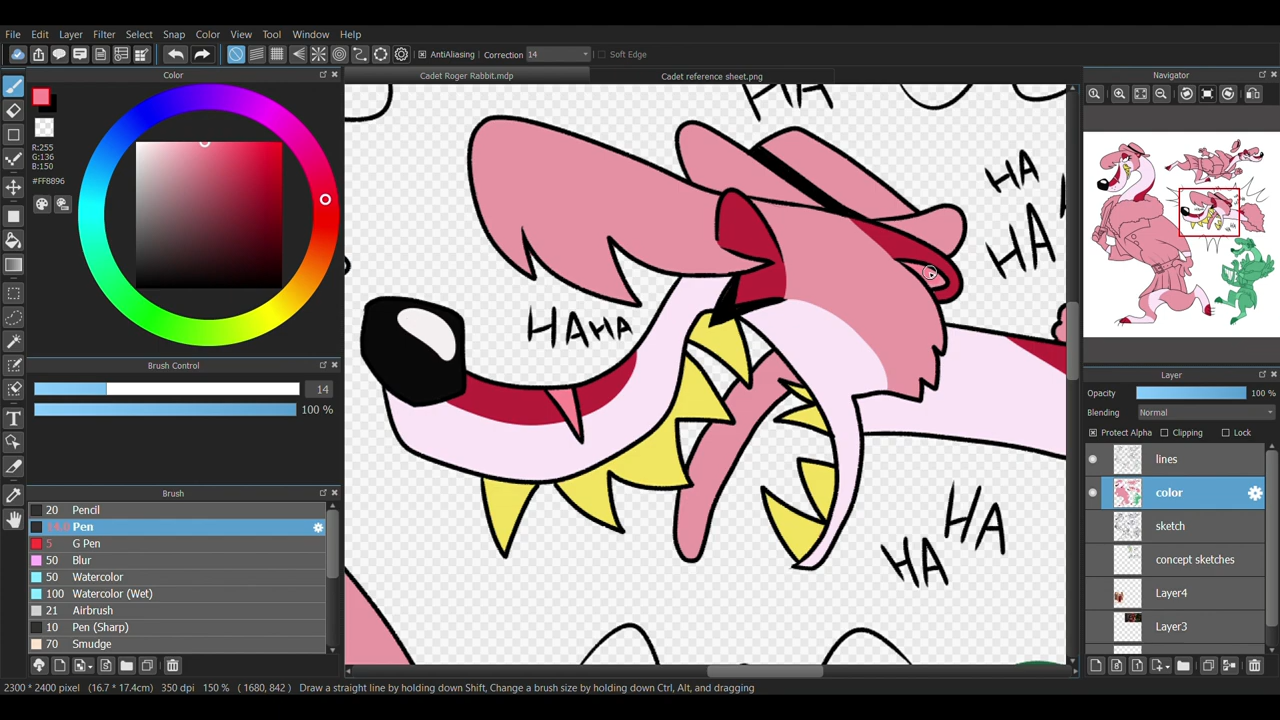 File Edit Layer Filter Select Snap Color View Tool Window Help
AntiAliasing Correction 14 Soft Edge
Color
Cadet Roger Rabbit.mdp Cadet reference sheet.png
Navigator
R:255
G:136
B:150
#FF8896
HA
HA
HA
HAHA
HA
HA
Brush Control
14
100 %
Brush
20 Pencil
14.0 Pen
5 G Pen
50 Blur
50 Watercolor
100 Watercolor (Wet)
21 Airbrush
10 Pen (Sharp)
70 Smudge
Layer
Opacity 100 %
Blending Normal
Protect Alpha Clipping Lock
lines
color
sketch
concept sketches
Layer4
Layer3
2300 * 2400 pixel (16.7 * 17.4cm) 350 dpi 150 % ( 1680, 842 ) Draw a straight line by holding down Shift, Change a brush size by holding down Ctrl, Alt, and dragging